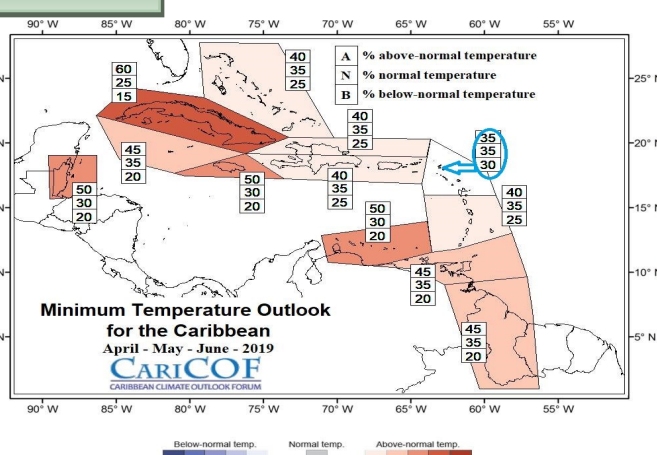 90° W 85° W 80° W 75° W 70° W 65° W 60° W 55° W
A % above-normal temperature
N % normal temperature
B % below-normal temperature
60
25
15
40
35
25
40
35
25
35
35
30
45
35
20
50
30
20
50
30
20
40
35
25
50
30
20
40
35
25
45
35
20
45
35
20
25° N
20° N
15° N
10° N
5° N
N
N
N
N
N
Minimum Temperature Outlook
for the Caribbean
April - May - June - 2019
CARICOF
CARIBBEAN CLIMATE OUTLOOK FORUM
90° W 85° W 80° W 75° W 70° W 65° W 60° W 55° W
Below-normal temp. Normal temp. Above-normal temp.